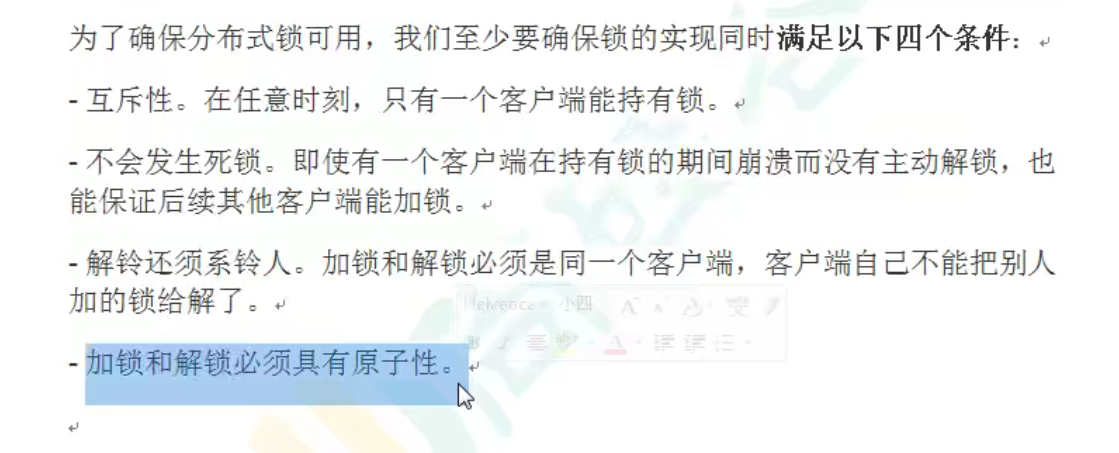 为了确保分布式锁可用，我们至少要确保锁的实现同时满足以下四个条件：
- 互斥性。在任意时刻，只有一个客户端能持有锁。
- 不会发生死锁。即使有一个客户端在持有锁的期间崩溃而没有主动解锁，也
能保证后续其他客户端能加锁。
- 解铃还须系铃人。加锁和解锁必须是同一个客户端，客户端自己不能把别人
加的锁给解了。
Helvetica 小四
- 加锁和解锁必须具有原子性。